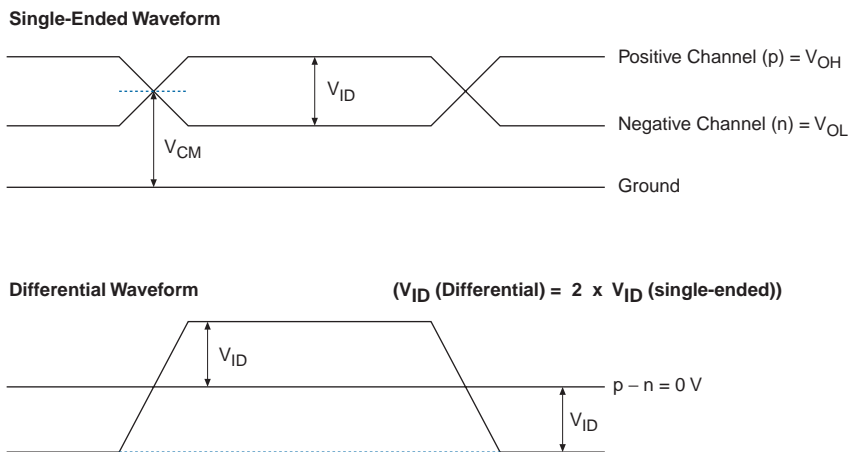 Single-Ended Waveform
Positive Channel (p) = VOH
VID
Negative Channel (n) = VOL
VCM
Ground
Differential Waveform (VID (Differential) = 2 x VID (single-ended))
VID
p − n = 0 V
VID